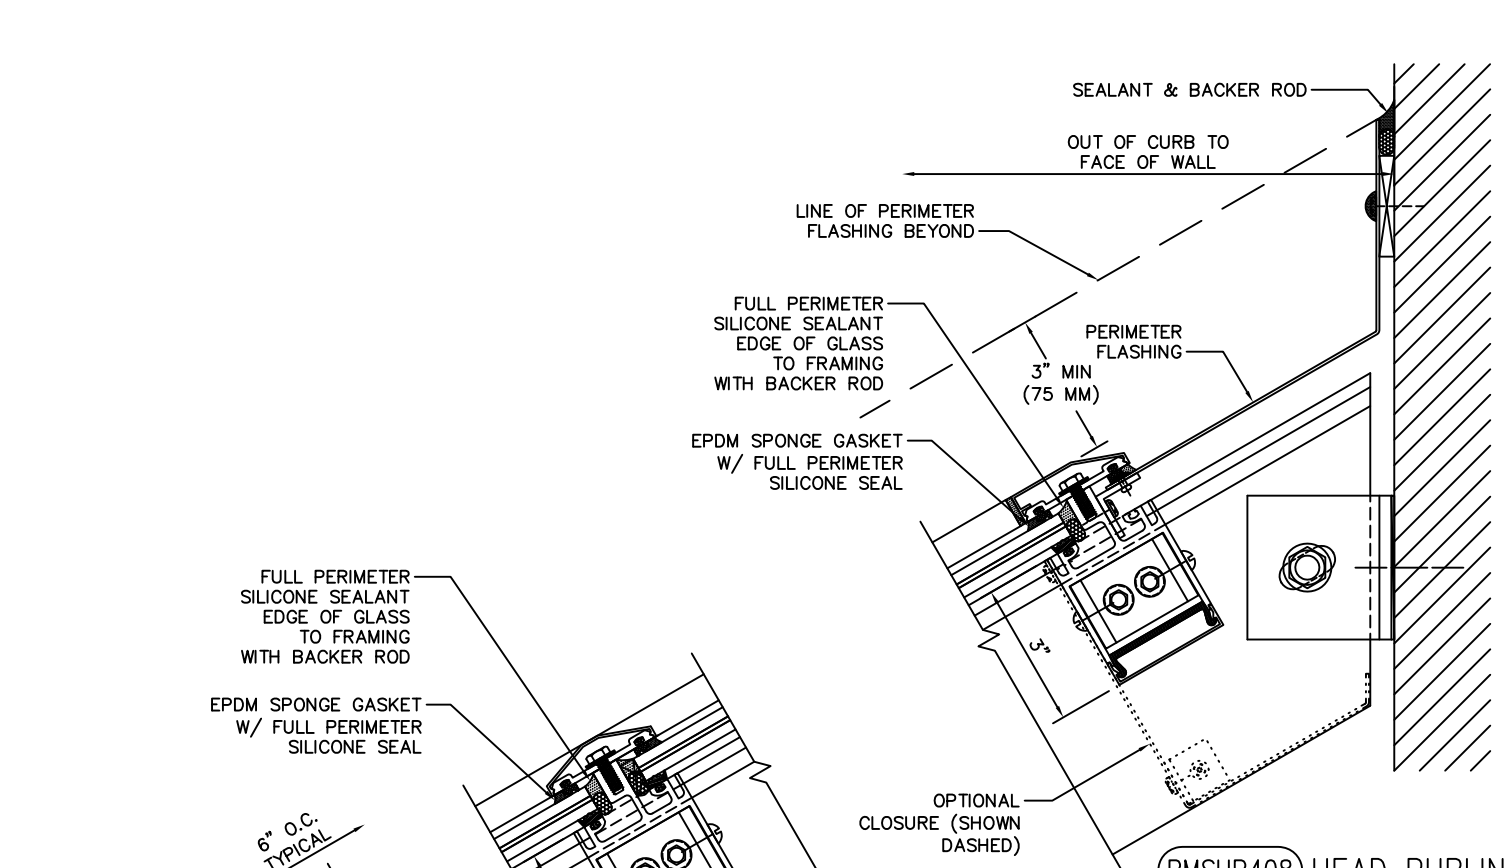 SEALANT & BACKER ROD
OUT OF CURB TO
FACE OF WALL
LINE OF PERIMETER
FLASHING BEYOND
FULL PERIMETER
SILICONE SEALANT
EDGE OF GLASS
TO FRAMING
WITH BACKER ROD
PERIMETER
FLASHING
3" MIN
(75 MM)
EPDM SPONGE GASKET
W/ FULL PERIMETER
SILICONE SEAL
3"
FULL PERIMETER
SILICONE SEALANT
EDGE OF GLASS
TO FRAMING
WITH BACKER ROD
EPDM SPONGE GASKET
W/ FULL PERIMETER
SILICONE SEAL
6" O.C.
TYPICAL
OPTIONAL
CLOSURE (SHOWN
DASHED)
HEAD